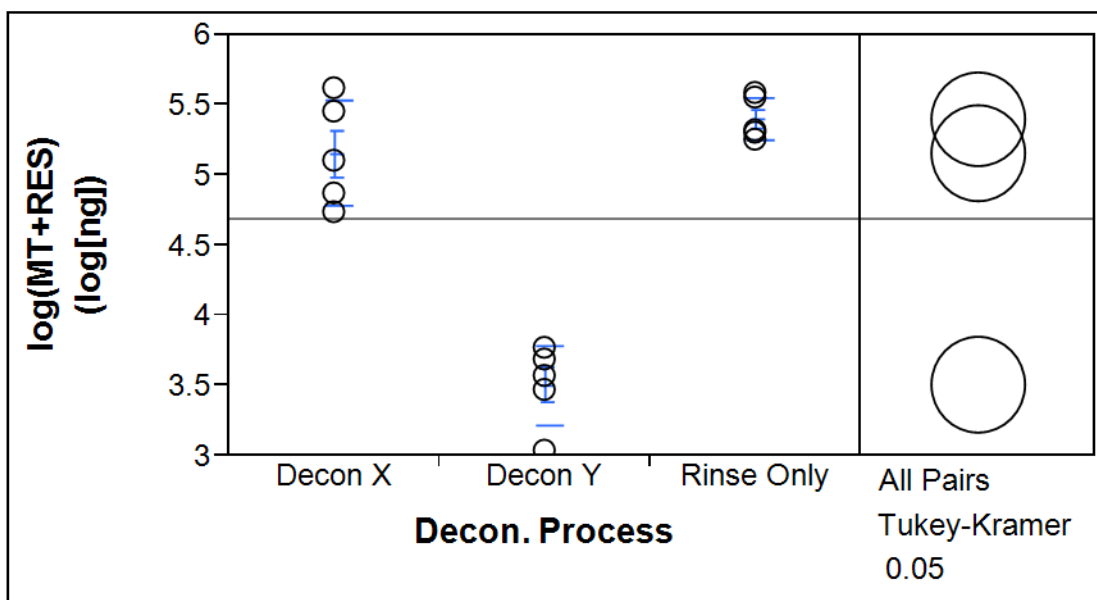 log(MT+RES)
(log[ng])
6
5.5
5
4.5
4
3.5
3
Decon X
Decon Y
Rinse Only
Decon. Process
All Pairs
Tukey-Kramer
0.05